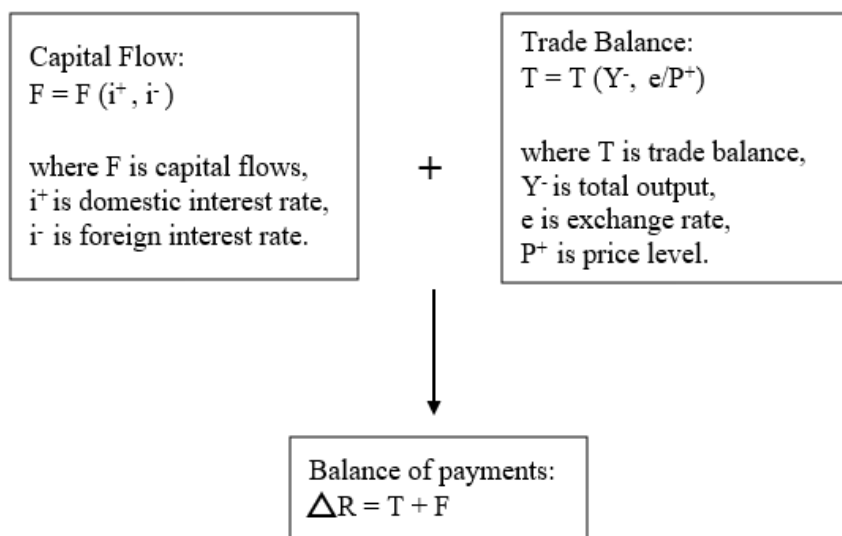 Capital Flow:
F = F (i⁺ , i⁻ )
where F is capital flows,
i⁺ is domestic interest rate,
i⁻ is foreign interest rate.
+
Trade Balance:
T = T (Y⁻, e/P⁺)
where T is trade balance,
Y⁻ is total output,
e is exchange rate,
P⁺ is price level.
Balance of payments:
△R = T + F